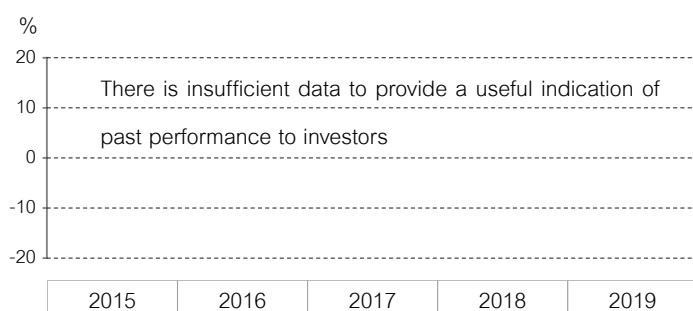 %
20
There is insufficient data to provide a useful indication of
10
past performance to investors
0
-10
-20
2015 2016 2017 2018 2019